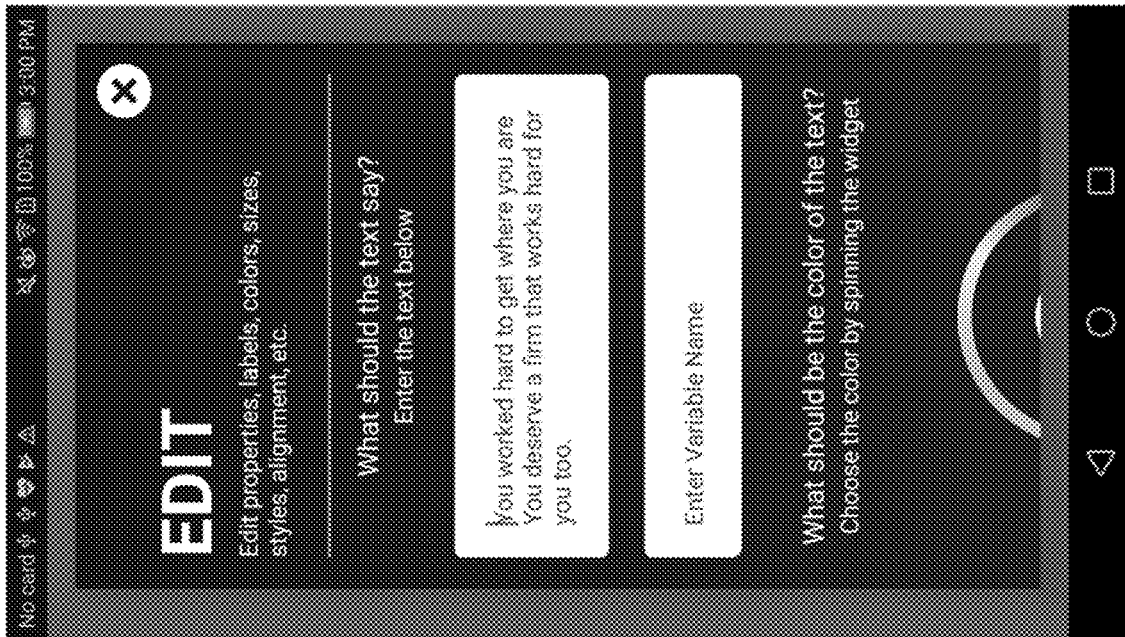 No card
100% 3:00 PM
EDIT
Edit properties, labels, colors, sizes,
styles, alignment, etc.
What should the text say?
Enter the text below
You worked hard to get where you are
You deserve a firm that works hard for
you too.
Enter Variable Name
What should be the color of the text?
Choose the color by spinning the widget